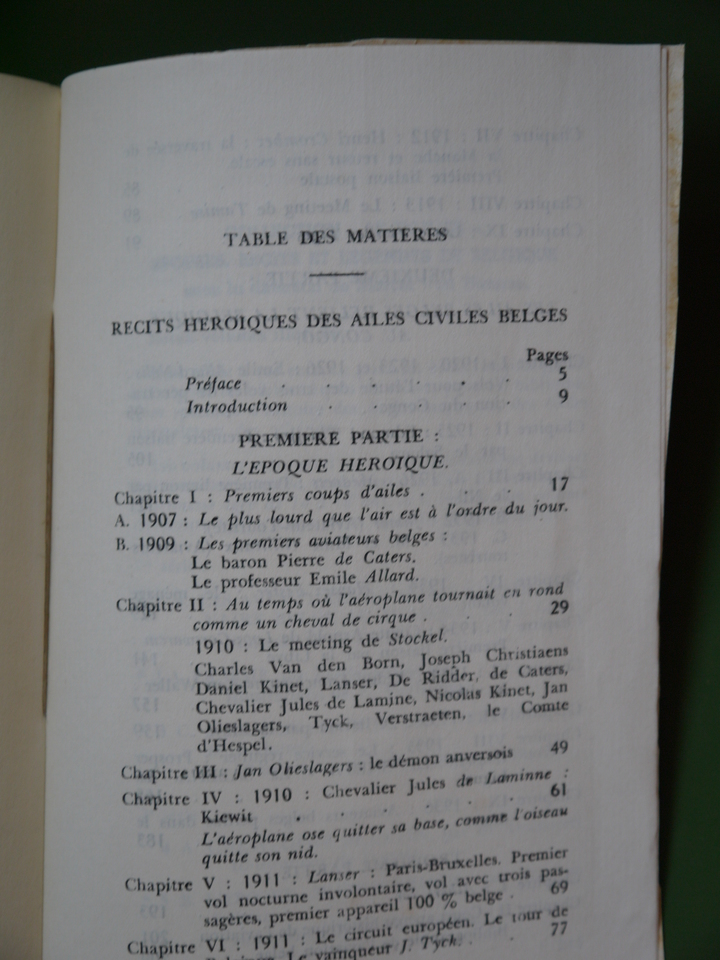 TABLE DES MATIERES
RECITS HEROIQUES DES AILES CIVILES BELGES
Pages
Préface . . . . . . 5
Introduction . . . . . 9
PREMIERE PARTIE :
L'EPOQUE HEROIQUE.
Chapitre I : Premiers coups d'ailes . . . 17
A. 1907 : Le plus lourd que l'air est à l'ordre du jour.
B. 1909 : Les premiers aviateurs belges :
Le baron Pierre de Caters.
Le professeur Emile Allard.
Chapitre II : Au temps où l'aéroplane tournait en rond
comme un cheval de cirque . . . 29
1910 : Le meeting de Stockel.
Charles Van den Born, Joseph Christiaens
Daniel Kinet, Lanser, De Ridder, de Caters,
Chevalier Jules de Lamine, Nicolas Kinet, Jan
Olieslagers, Tyck, Verstraeten, le Comte
d'Hespel.
Chapitre III : Jan Olieslagers : le démon anversois 49
Chapitre IV : 1910 : Chevalier Jules de Laminne :
Kiewit . . . . . . 61
L'aéroplane ose quitter sa base, comme l'oiseau
quitte son nid.
Chapitre V : 1911 : Lanser : Paris-Bruxelles. Premier
vol nocturne involontaire, vol avec trois pas-
sagères, premier appareil 100 % belge . 69
Chapitre VI : 1911 : Le circuit européen. Le tour de
Le vainqueur J. Tyck. . . . 77